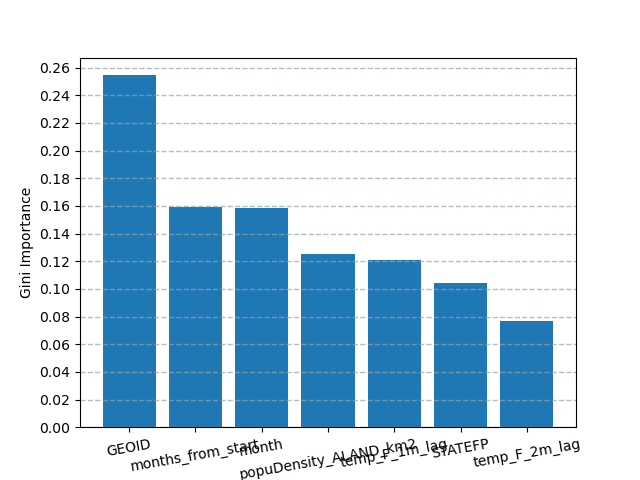 0.26
0.24
0.22
0.20
0.18
0.16
0.14
0.12
0.10
0.08
0.06
0.04
0.02
0.00
Gini Importance
GEOID
months_from_start
month
popuDensity_ALAND_km2
temp_F_1m_lag
STATEFP
temp_F_2m_lag